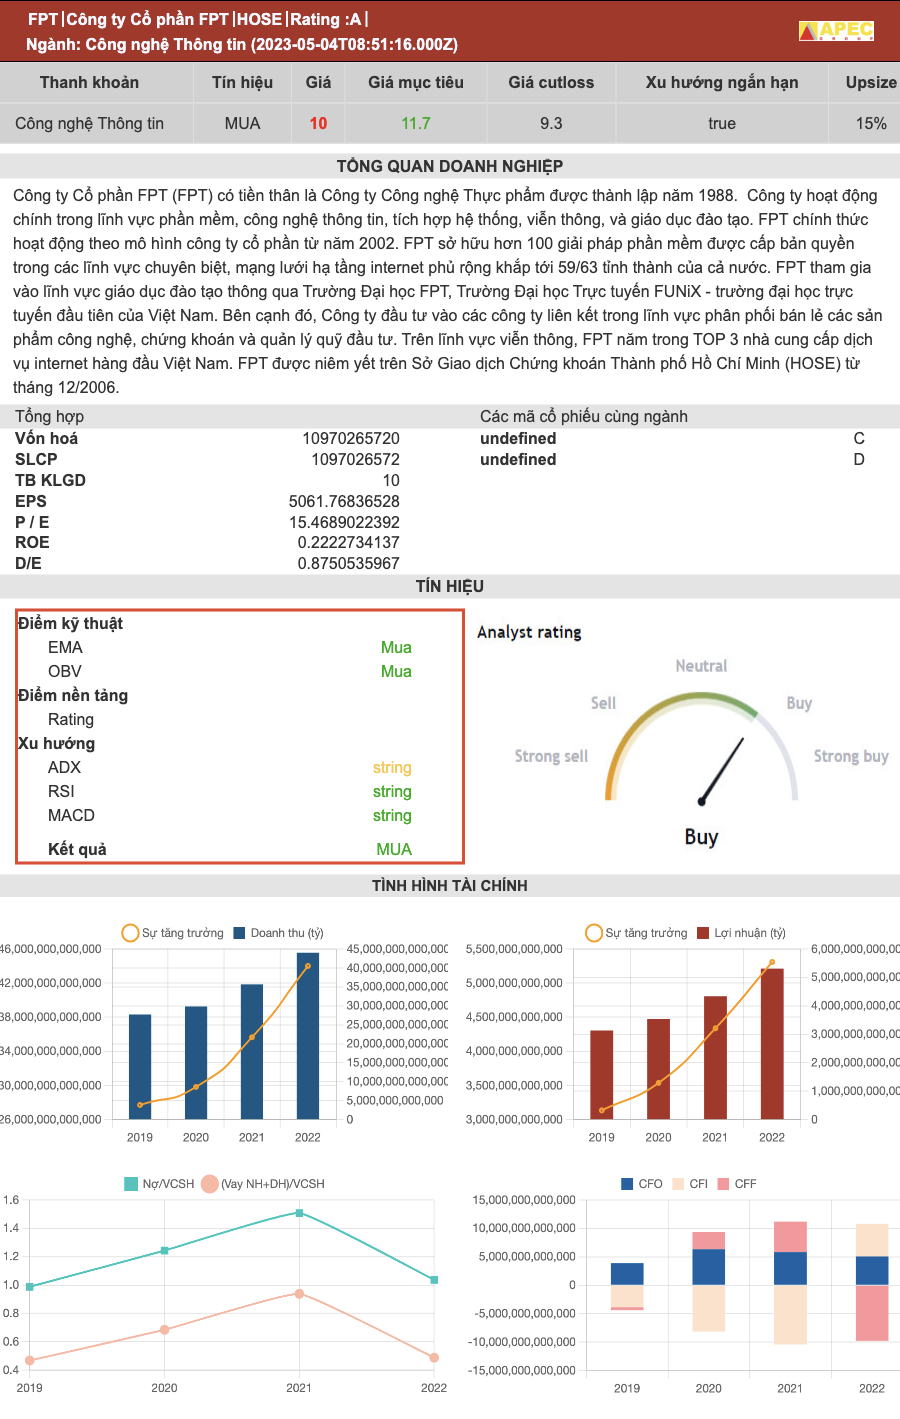 FPT|Công ty Cổ phần FPT|HOSE|Rating :A|
Ngành: Công nghệ Thông tin (2023-05-04T08:51:16.000Z)
APEC
GROUP
Thanh khoản Tín hiệu Giá Giá mục tiêu Giá cutloss Xu hướng ngắn hạn Upsize
Công nghệ Thông tin MUA 10 11.7 9.3 true 15%
TỔNG QUAN DOANH NGHIỆP
Công ty Cổ phần FPT (FPT) có tiền thân là Công ty Công nghệ Thực phẩm được thành lập năm 1988. Công ty hoạt động
chính trong lĩnh vực phần mềm, công nghệ thông tin, tích hợp hệ thống, viễn thông, và giáo dục đào tạo. FPT chính thức
hoạt động theo mô hình công ty cổ phần từ năm 2002. FPT sở hữu hơn 100 giải pháp phần mềm được cấp bản quyền
trong các lĩnh vực chuyên biệt, mạng lưới hạ tầng internet phủ rộng khắp tới 59/63 tỉnh thành của cả nước. FPT tham gia
vào lĩnh vực giáo dục đào tạo thông qua Trường Đại học FPT, Trường Đại học Trực tuyến FUNiX - trường đại học trực
tuyến đầu tiên của Việt Nam. Bên cạnh đó, Công ty đầu tư vào các công ty liên kết trong lĩnh vực phân phối bán lẻ các sản
phẩm công nghệ, chứng khoán và quản lý quỹ đầu tư. Trên lĩnh vực viễn thông, FPT nằm trong TOP 3 nhà cung cấp dịch
vụ internet hàng đầu Việt Nam. FPT được niêm yết trên Sở Giao dịch Chứng khoán Thành phố Hồ Chí Minh (HOSE) từ
tháng 12/2006.
Tổng hợp Các mã cổ phiếu cùng ngành
Vốn hoá 10970265720 undefined C
SLCP 1097026572 undefined D
TB KLGD 10
EPS 5061.76836528
P / E 15.4689022392
ROE 0.2222734137
D/E 0.8750535967
TÍN HIỆU
Điểm kỹ thuật
EMA Mua
OBV Mua
Điểm nền tảng
Rating
Xu hướng
ADX string
RSI string
MACD string
Kết quả MUA
Analyst rating
Neutral
Sell Buy
Strong sell Strong buy
Buy
TÌNH HÌNH TÀI CHÍNH
Sự tăng trưởng Doanh thu (tỷ)
46,000,000,000,000
42,000,000,000,000
38,000,000,000,000
34,000,000,000,000
30,000,000,000,000
26,000,000,000,000
45,000,000,000,000
40,000,000,000,000
35,000,000,000,000
30,000,000,000,000
25,000,000,000,000
20,000,000,000,000
15,000,000,000,000
10,000,000,000,000
5,000,000,000,000
0
2019 2020 2021 2022
Sự tăng trưởng Lợi nhuận (tỷ)
5,500,000,000,000
5,000,000,000,000
4,500,000,000,000
4,000,000,000,000
3,500,000,000,000
3,000,000,000,000
6,000,000,000,00
5,000,000,000,00
4,000,000,000,00
3,000,000,000,00
2,000,000,000,00
1,000,000,000,00
0
2019 2020 2021 2022
Nợ/VCSH (Vay NH+DH)/VCSH
1.6
1.4
1.2
1.0
0.8
0.6
0.4
2019 2020 2021 2022
CFO CFI CFF
15,000,000,000,000
10,000,000,000,000
5,000,000,000,000
0
-5,000,000,000,000
-10,000,000,000,000
-15,000,000,000,000
2019 2020 2021 2022